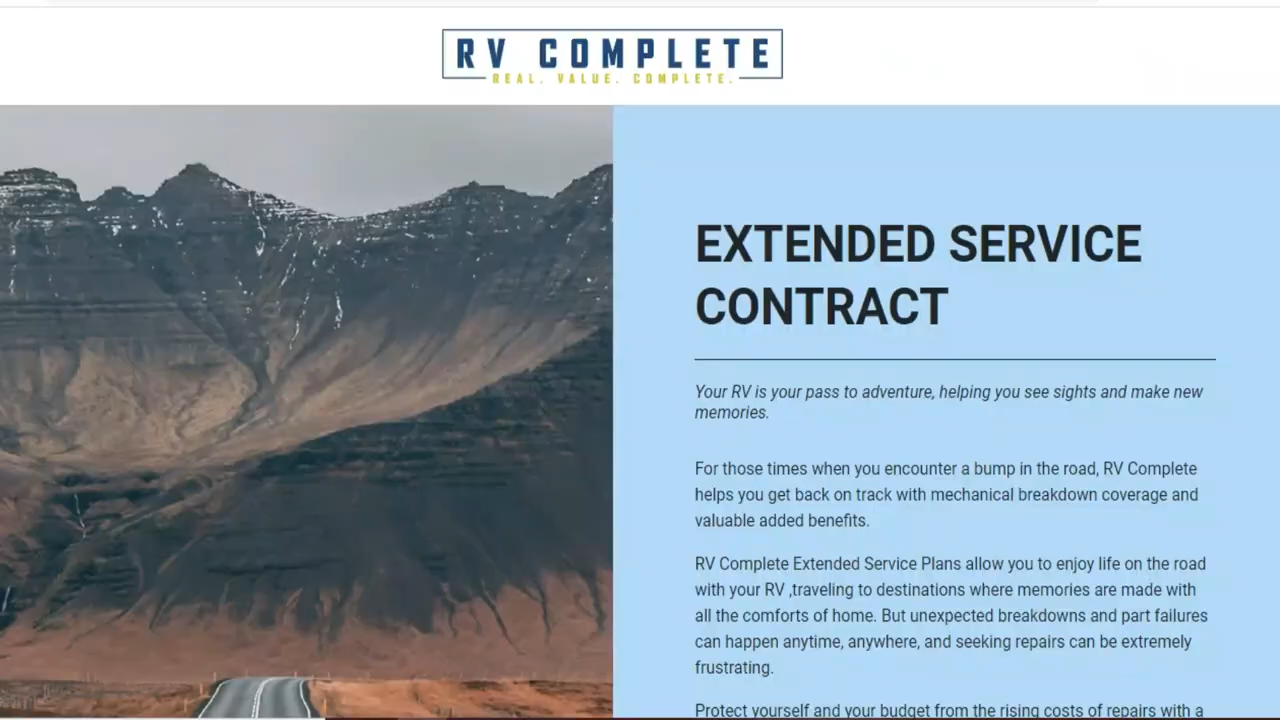 RV COMPLETE
REAL. VALUE. COMPLETE.
EXTENDED SERVICE
CONTRACT
Your RV is your pass to adventure, helping you see sights and make new
memories.
For those times when you encounter a bump in the road, RV Complete
helps you get back on track with mechanical breakdown coverage and
valuable added benefits.
RV Complete Extended Service Plans allow you to enjoy life on the road
with your RV ,traveling to destinations where memories are made with
all the comforts of home. But unexpected breakdowns and part failures
can happen anytime, anywhere, and seeking repairs can be extremely
frustrating.
Protect yourself and your budget from the rising costs of repairs with a